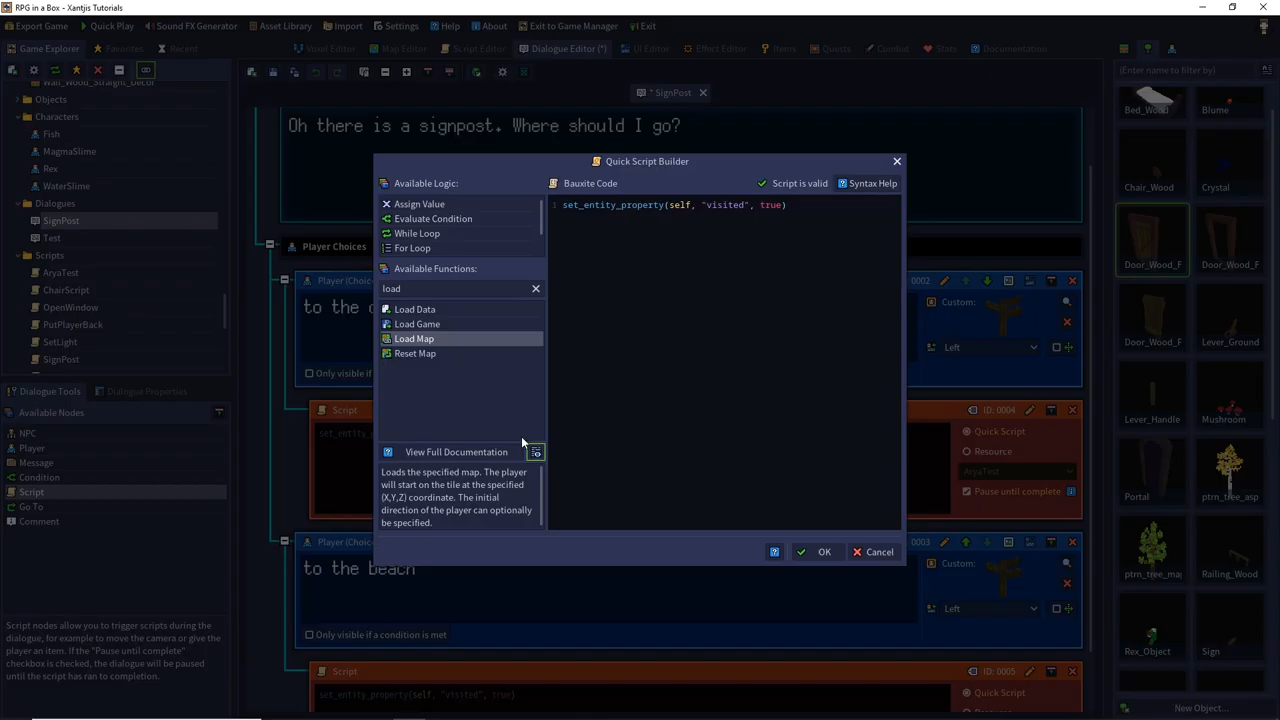 RPG in a Box - Xantjis Tutorials
Export Game
Quick Play
Sound FX Generator
Asset Library
Import
Settings
Help
About
Exit to Game Manager
Exit
Game Explorer
Favorites
Recent
Voxel Editor
Map Editor
Script Editor
Dialogue Editor (*)
UI Editor
Effect Editor
Items
Quests
Combat
Stats
Documentation
(Enter name to filter by)
* SignPost
Wall_Wood_Straight_Decor
Objects
Characters
Fish
MagmaSlime
Rex
WaterSlime
Dialogues
SignPost
Test
Scripts
AryaTest
ChairScript
OpenWindow
PutPlayerBack
SetLight
SignPost
Dialogue Tools
Dialogue Properties
Available Nodes
NPC
Player
Message
Condition
Script
Go To
Comment
Script nodes allow you to trigger scripts during the
dialogue, for example to move the camera or give the
player an item. If the "Pause until complete"
checkbox is checked, the dialogue will be paused
until the script has ran to completion.
Oh there is a signpost. Where should I go?
Player Choices
Player (Choice
0002
to the
Custom:
Left
Only visible if
Script
ID: 0004
set_entity_p
Quick Script
Resource
AryaTest
Pause until complete
Player (Choic
0003
to the beach
Custom:
Left
Only visible if a condition is met
Script
ID: 0005
set_entity_property(self, "visited", true)
Quick Script
Quick Script Builder
Available Logic:
Assign Value
Evaluate Condition
While Loop
For Loop
Available Functions:
load
Load Data
Load Game
Load Map
Reset Map
View Full Documentation
Loads the specified map. The player
will start on the tile at the specified
(X,Y,Z) coordinate. The initial
direction of the player can optionally
be specified.
Bauxite Code
Script is valid
Syntax Help
1 set_entity_property(self, "visited", true)
OK
Cancel
Bed_Wood
Blume
Chair_Wood
Crystal
Door_Wood_F
Door_Wood_F
Door_Wood_F
Lever_Ground
Lever_Handle
Mushroom
Portal
ptrn_tree_asp
ptrn_tree_map
Railing_Wood
Rex_Object
Sign
New Object...